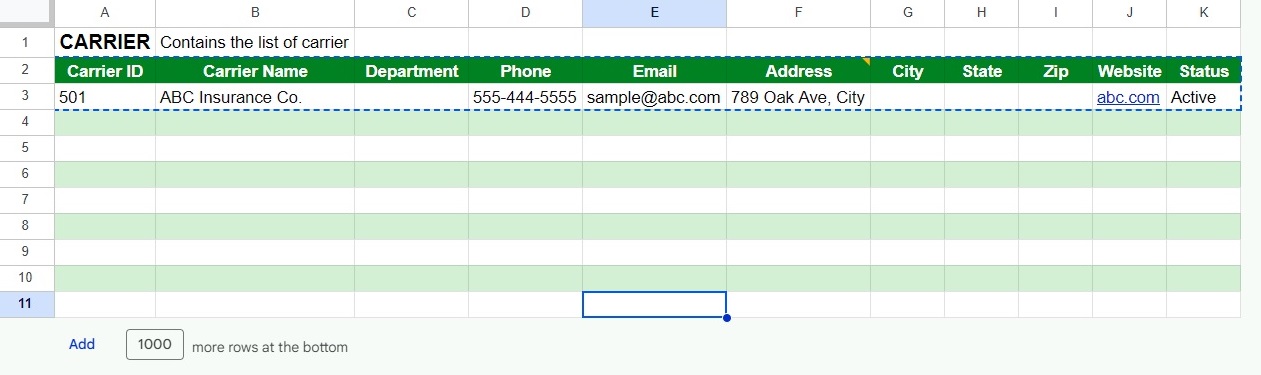 A B C D E F G H I J K
1 CARRIER Contains the list of carrier
2 Carrier ID Carrier Name Department Phone Email Address City State Zip Website Status
3 501 ABC Insurance Co. 555-444-5555 sample@abc.com 789 Oak Ave, City abc.com Active
4
5
6
7
8
9
10
11
Add 1000 more rows at the bottom